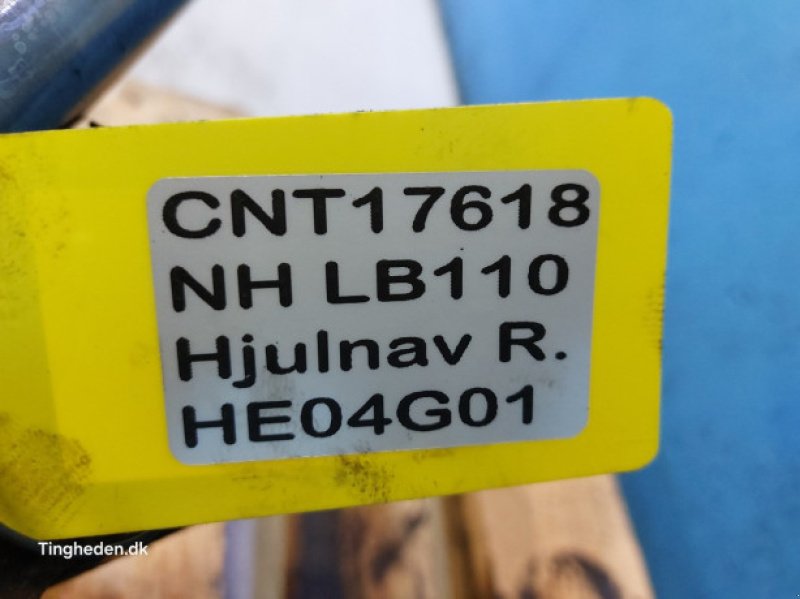 CNT17618
NH LB110
Hjulnav R.
HE04G01
Tingheden.dk